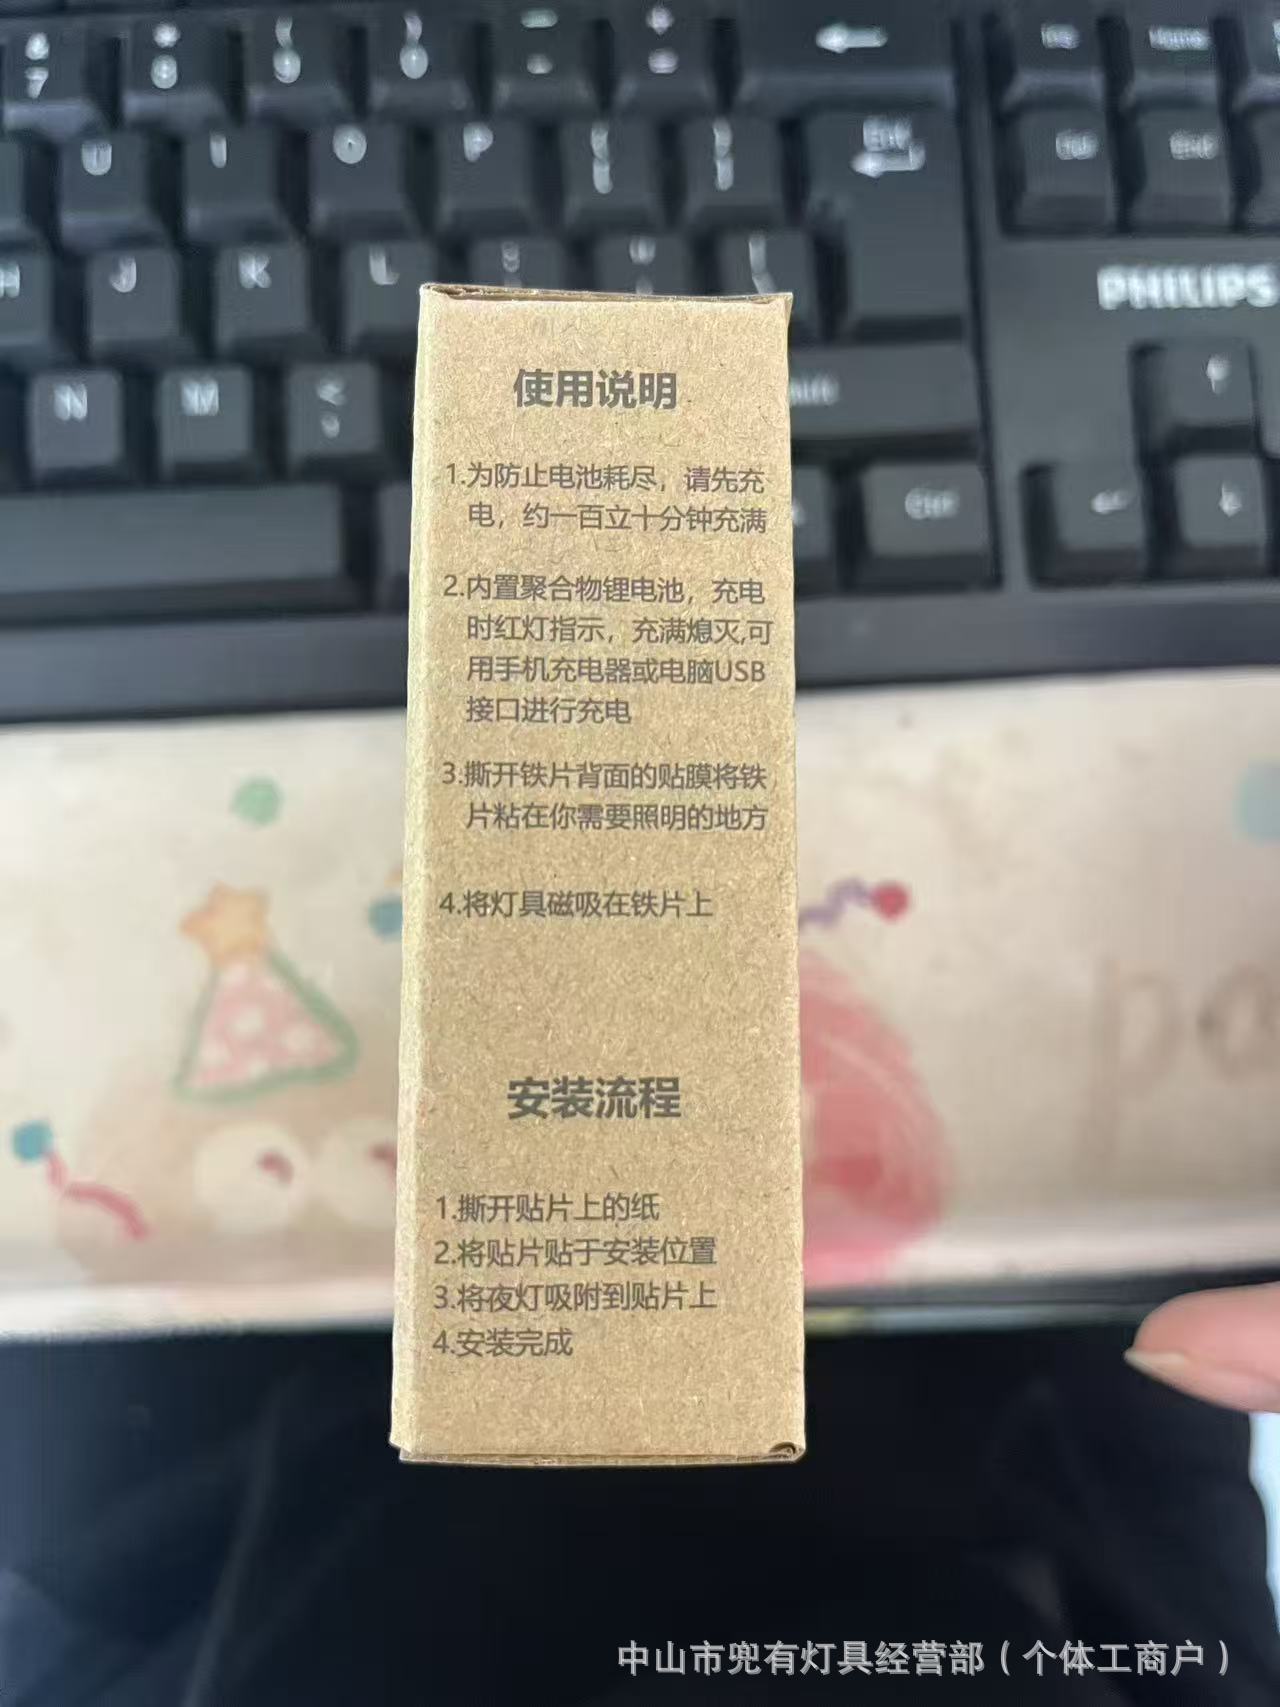 7
8
(
9
)
0
U
I
O
P
Home
PHILIPS
H
J
K
L
N
M
Ctrl
使用说明
1.为防止电池耗尽，请先充
电，约一百立十分钟充满
2.内置聚合物锂电池，充电
时红灯指示，充满熄灭,可
用手机充电器或电脑USB
接口进行充电
3.撕开铁片背面的贴膜将铁
片粘在你需要照明的地方
4.将灯具磁吸在铁片上
安装流程
1.撕开贴片上的纸
2.将贴片贴于安装位置
3.将夜灯吸附到贴片上
4.安装完成
中山市兜有灯具经营部（个体工商户）